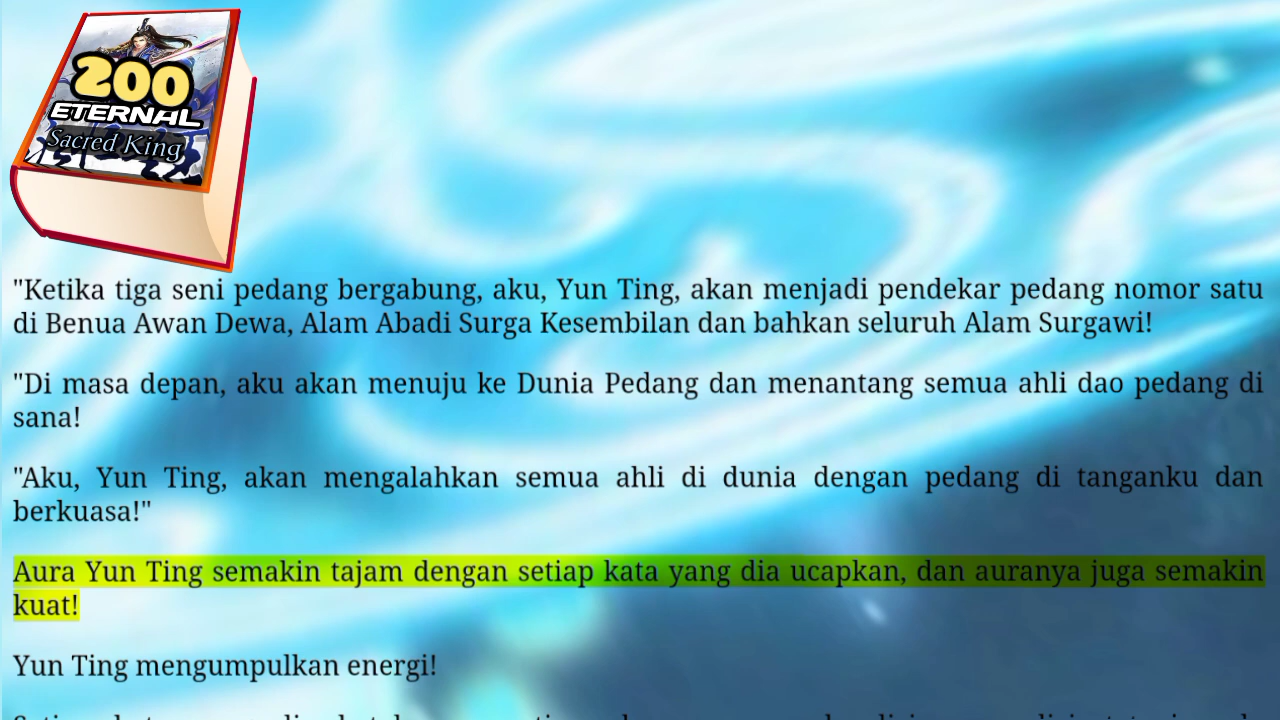 200
ETERNAL
Sacred King
"Ketika tiga seni pedang bergabung, aku, Yun Ting, akan menjadi pendekar pedang nomor satu
di Benua Awan Dewa, Alam Abadi Surga Kesembilan dan bahkan seluruh Alam Surgawi!
"Di masa depan, aku akan menuju ke Dunia Pedang dan menantang semua ahli dao pedang di
sana!
"Aku, Yun Ting, akan mengalahkan semua ahli di dunia dengan pedang di tanganku dan
berkuasa!"
Aura Yun Ting semakin tajam dengan setiap kata yang dia ucapkan, dan auranya juga semakin
kuat!
Yun Ting mengumpulkan energi!